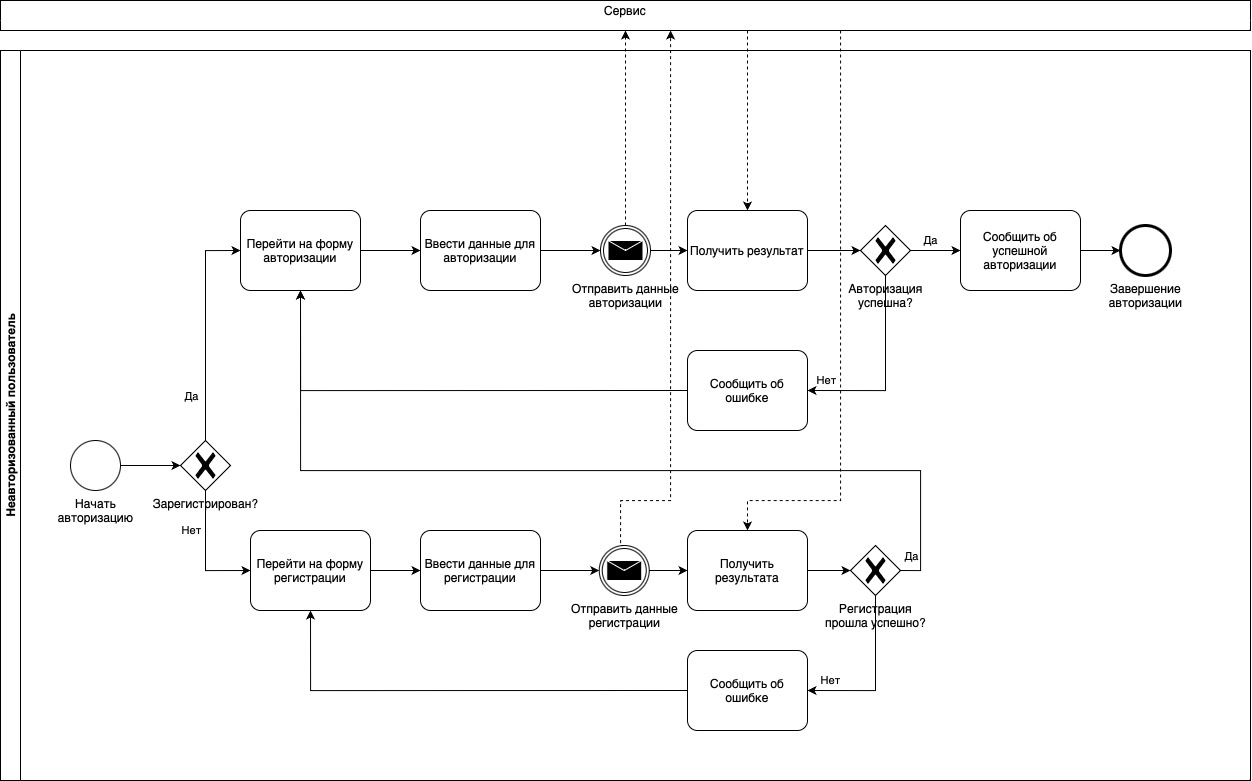 Сервис
Неавторизованный пользователь
Перейти на форму
авторизации
Ввести данные для
авторизации
Отправить данные
авторизации
Получить результат
Авторизация
успешна?
Да
Сообщить об
успешной
авторизации
Завершение
авторизации
Нет
Сообщить об
ошибке
Да
Начать
авторизацию
Зарегистрирован?
Нет
Перейти на форму
регистрации
Ввести данные для
регистрации
Отправить данные
регистрации
Получить
результата
Да
Регистрация
прошла успешно?
Нет
Сообщить об
ошибке